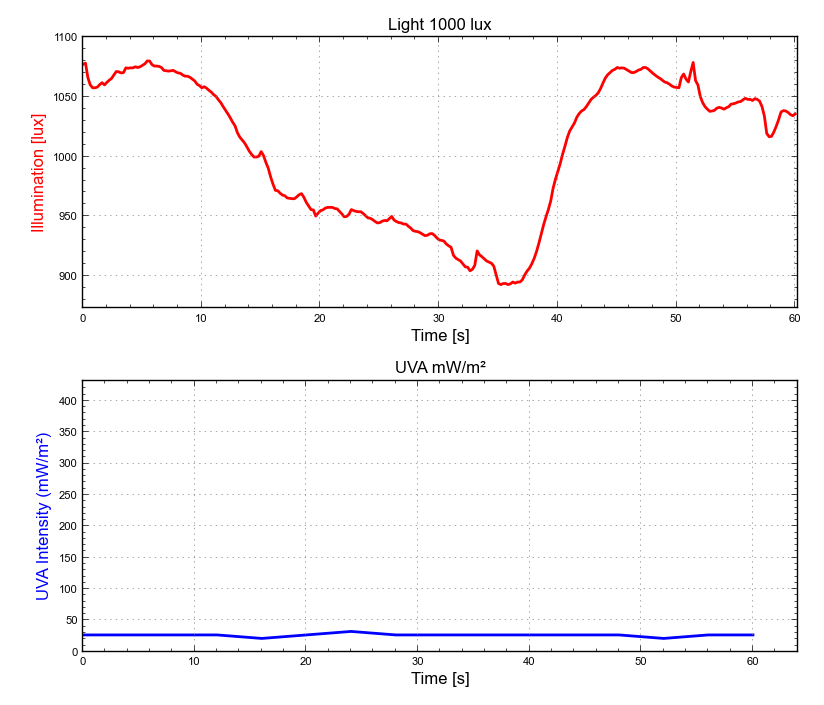 Light 1000 lux
1100
1050
1000
950
900
Illumination [lux]
0 10 20 30 40 50 60
Time [s]
UVA mW/m²
400
350
300
250
200
150
100
50
0
UVA Intensity (mW/m²)
0 10 20 30 40 50 60
Time [s]